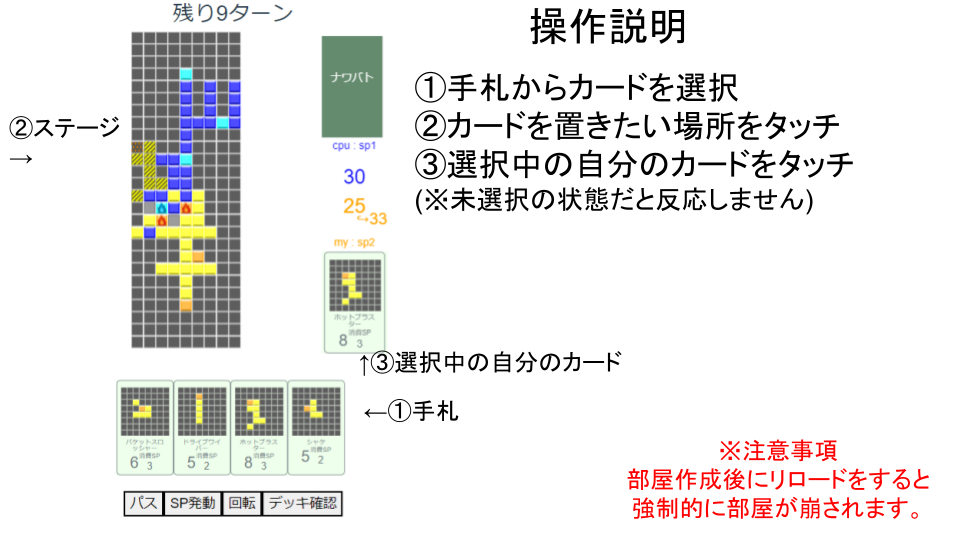 残り9ターン
操作説明
①手札からカードを選択
②カードを置きたい場所をタッチ
③選択中の自分のカードをタッチ
(※未選択の状態だと反応しません)
②ステージ
→
ナワバト
cpu : sp1
30
25
↪33
my : sp2
ホットブラス
ター
消費SP
8 3
↑③選択中の自分のカード
←①手札
バケットスロ
ッシャー
消費SP
6 3
ドライブワイ
パー
消費SP
5 2
ホットブラス
ター
消費SP
8 3
シャケ
消費SP
5 2
パス SP発動 回転 デッキ確認
※注意事項
部屋作成後にリロードをすると
強制的に部屋が崩されます。